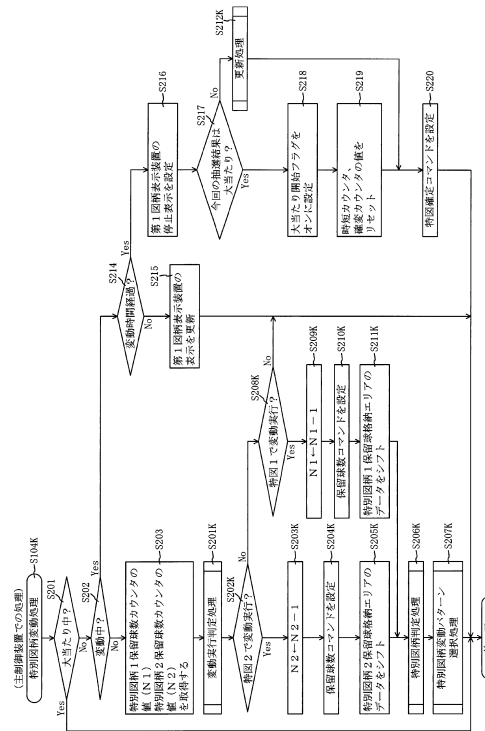 (主制御装置での処理)
特別図柄変動処理
S104K
大当たり中?
S201
Yes
No
変動中?
S202
Yes
No
特別図柄1保留球数カウンタの
値(N1)
特別図柄2保留球数カウンタの
値(N2)
を取得する
S203
変動実行判定処理
S201K
特図2で変動実行?
S202K
No
Yes
N2←N2-1
S203K
保留球数コマンドを設定
S204K
特別図柄2保留球格納エリアの
データをシフト
S205K
特別図柄判定処理
S206K
特別図柄変動パターン
選択処理
S207K
特図1で変動実行?
S208K
No
Yes
N1←N1-1
S209K
保留球数コマンドを設定
S210K
特別図柄1保留球格納エリアの
データをシフト
S211K
変動時間経過?
S214
Yes
No
第1図柄表示装置の
表示を更新
S215
第1図柄表示装置の
停止表示を設定
S216
今回の抽選結果は
大当たり?
S217
No
Yes
更新処理
S212K
大当たり開始フラグを
オンに設定
S218
時短カウンタ、
確変カウンタの値を
リセット
S219
特図確定コマンドを設定
S220